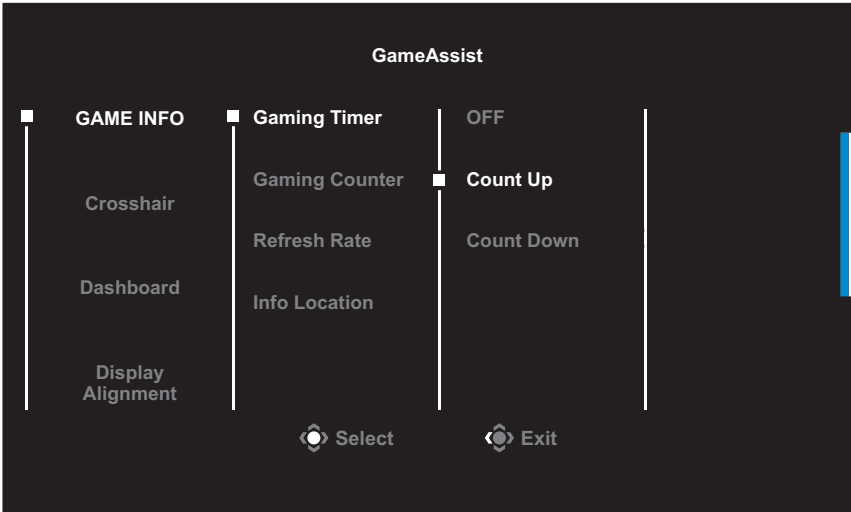 GameAssist
GAME INFO
Crosshair
Dashboard
Display
Alignment
Gaming Timer
Gaming Counter
Refresh Rate
Info Location
OFF
Count Up
Count Down
Select
Exit